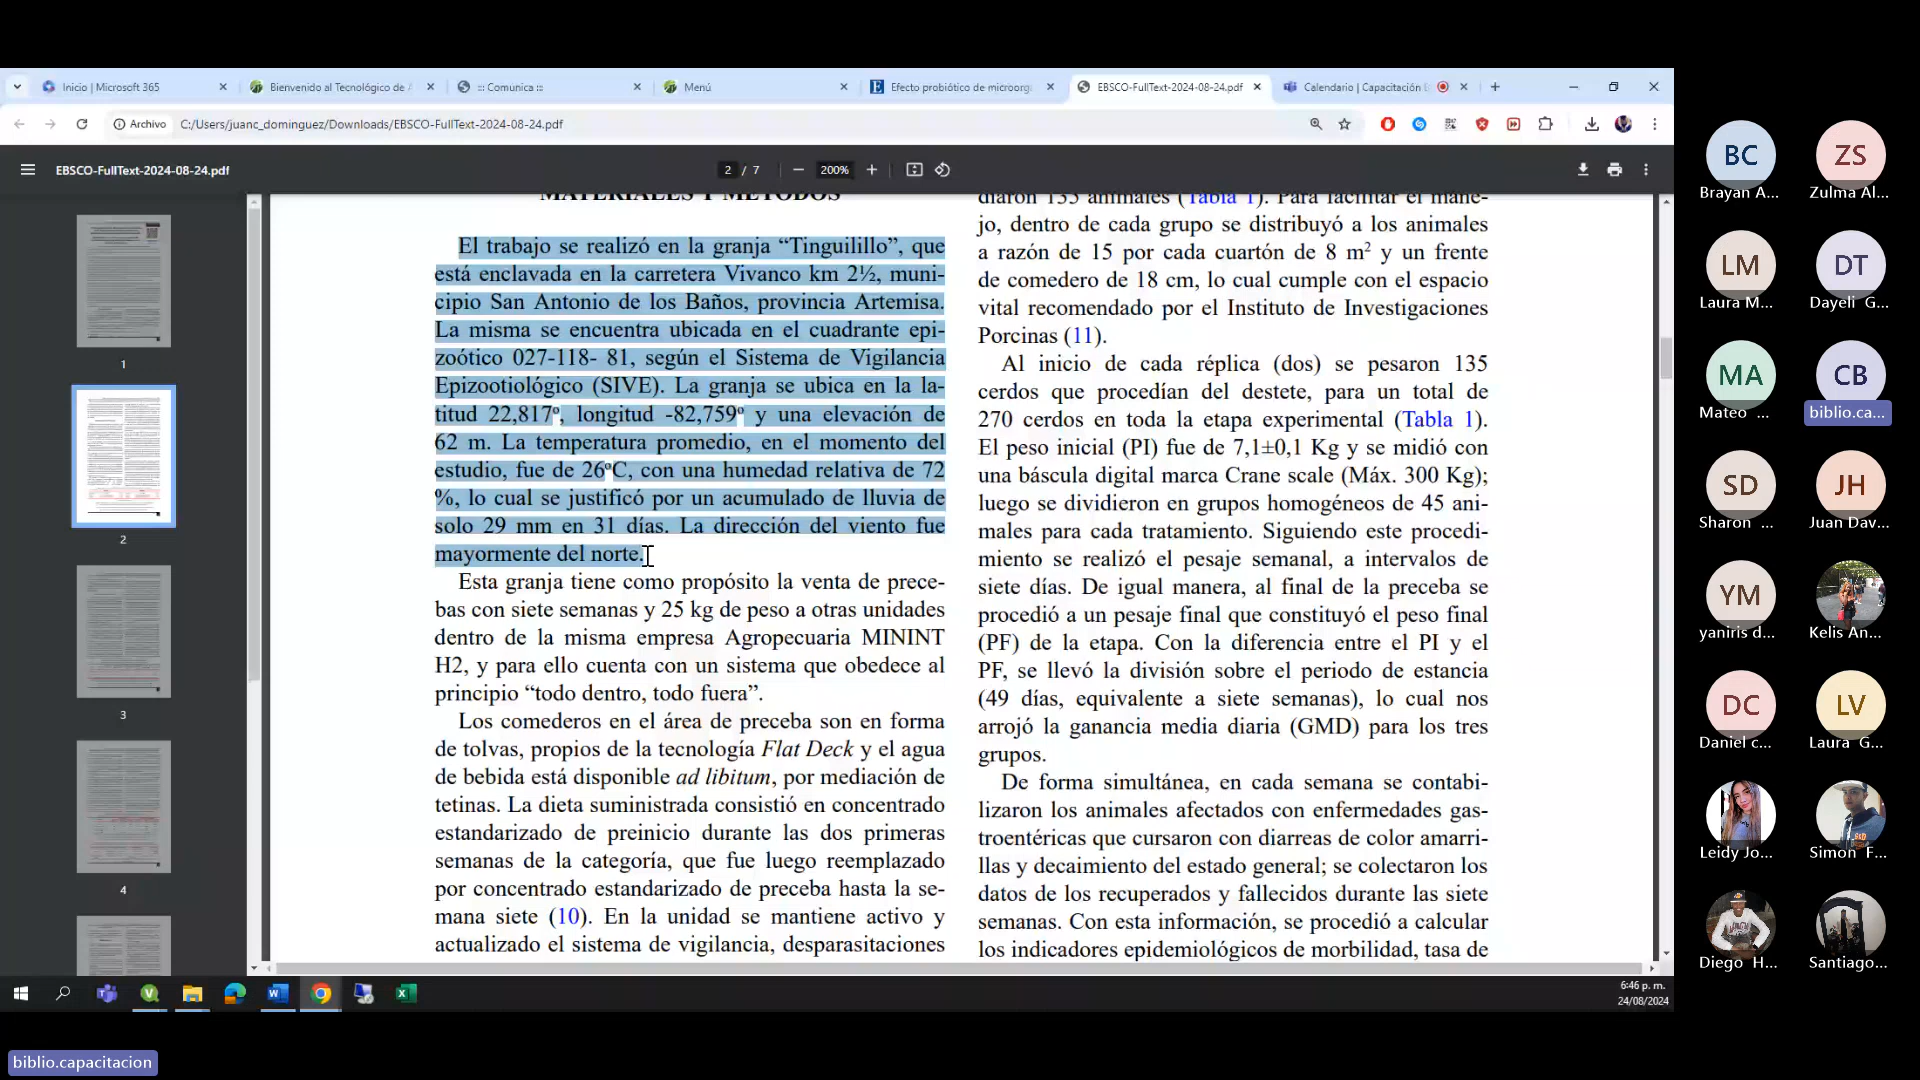 Inicio | Microsoft 365
Bienvenido al Tecnológico de A
::: Comunica :::
Menú
Efecto probiótico de microorg
EBSCO-FullText-2024-08-24.pdf
Calendario | Capacitación
Archivo
C:/Users/juanc_dominguez/Downloads/EBSCO-FullText-2024-08-24.pdf
EBSCO-FullText-2024-08-24.pdf
2 / 7
200%
1
2
3
4
MATERIALES Y MÉTODOS
El trabajo se realizó en la granja “Tinguilillo”, que
está enclavada en la carretera Vivanco km 2½, muni-
cipio San Antonio de los Baños, provincia Artemisa.
La misma se encuentra ubicada en el cuadrante epi-
zoótico 027-118- 81, según el Sistema de Vigilancia
Epizootiológico (SIVE). La granja se ubica en la la-
titud 22,817º, longitud -82,759º y una elevación de
62 m. La temperatura promedio, en el momento del
estudio, fue de 26ºC, con una humedad relativa de 72
%, lo cual se justificó por un acumulado de lluvia de
solo 29 mm en 31 días. La dirección del viento fue
mayormente del norte.
Esta granja tiene como propósito la venta de prece-
bas con siete semanas y 25 kg de peso a otras unidades
dentro de la misma empresa Agropecuaria MININT
H2, y para ello cuenta con un sistema que obedece al
principio “todo dentro, todo fuera”.
Los comederos en el área de preceba son en forma
de tolvas, propios de la tecnología Flat Deck y el agua
de bebida está disponible ad libitum, por mediación de
tetinas. La dieta suministrada consistió en concentrado
estandarizado de preinicio durante las dos primeras
semanas de la categoría, que fue luego reemplazado
por concentrado estandarizado de preceba hasta la se-
mana siete (10). En la unidad se mantiene activo y
actualizado el sistema de vigilancia, desparasitaciones
diaron 135 animales (Tabla 1). Para facilitar el mane-
jo, dentro de cada grupo se distribuyó a los animales
a razón de 15 por cada cuartón de 8 m² y un frente
de comedero de 18 cm, lo cual cumple con el espacio
vital recomendado por el Instituto de Investigaciones
Porcinas (11).
Al inicio de cada réplica (dos) se pesaron 135
cerdos que procedían del destete, para un total de
270 cerdos en toda la etapa experimental (Tabla 1).
El peso inicial (PI) fue de 7,1±0,1 Kg y se midió con
una báscula digital marca Crane scale (Máx. 300 Kg);
luego se dividieron en grupos homogéneos de 45 ani-
males para cada tratamiento. Siguiendo este procedi-
miento se realizó el pesaje semanal, a intervalos de
siete días. De igual manera, al final de la preceba se
procedió a un pesaje final que constituyó el peso final
(PF) de la etapa. Con la diferencia entre el PI y el
PF, se llevó la división sobre el periodo de estancia
(49 días, equivalente a siete semanas), lo cual nos
arrojó la ganancia media diaria (GMD) para los tres
grupos.
De forma simultánea, en cada semana se contabi-
lizaron los animales afectados con enfermedades gas-
troentéricas que cursaron con diarreas de color amarri-
llas y decaimiento del estado general; se colectaron los
datos de los recuperados y fallecidos durante las siete
semanas. Con esta información, se procedió a calcular
los indicadores epidemiológicos de morbilidad, tasa de
6:46 p. m.
24/08/2024
BC
Brayan A...
ZS
Zulma Al...
LM
Laura M...
DT
Dayeli G...
MA
Mateo ...
CB
biblio.ca...
SD
Sharon ...
JH
Juan Dav...
YM
yaniris d...
Kelis An...
DC
Daniel c...
LV
Laura G...
Leidy Jo...
Simon F...
Diego H...
Santiago...
biblio.capacitacion